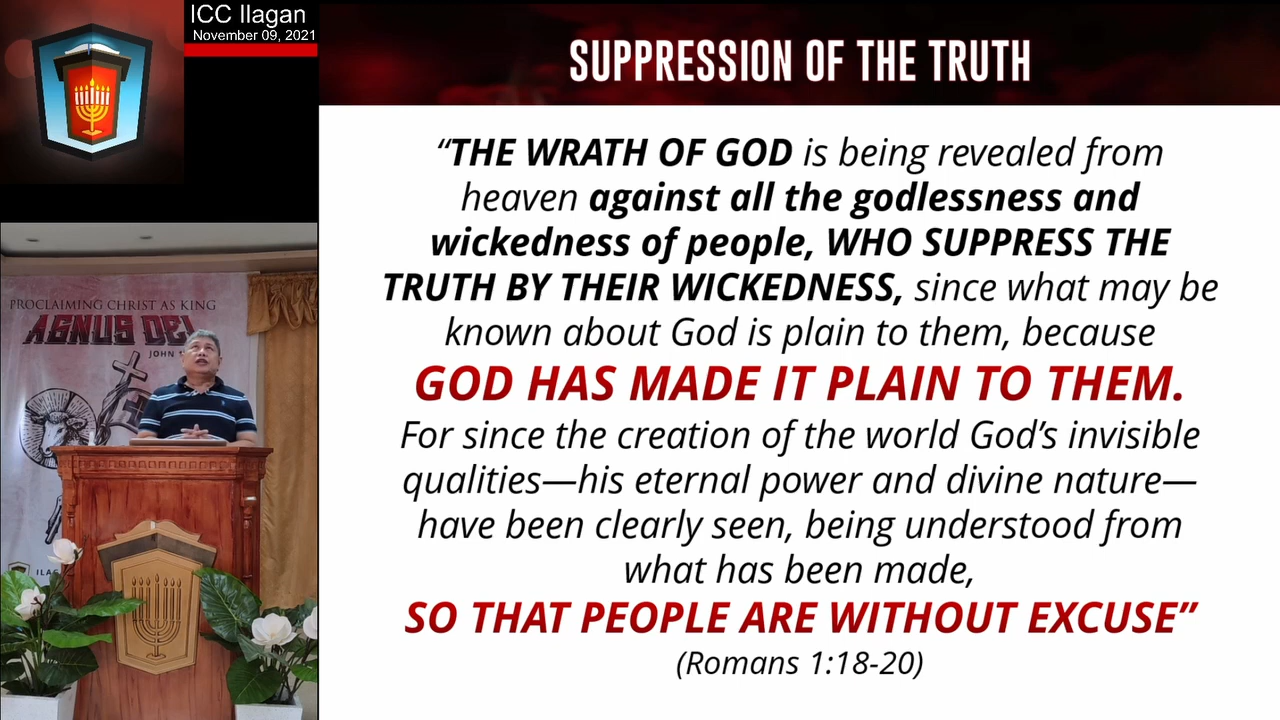 ICC Ilagan
November 09, 2021
SUPPRESSION OF THE TRUTH
“THE WRATH OF GOD is being revealed from
heaven against all the godlessness and
wickedness of people, WHO SUPPRESS THE
TRUTH BY THEIR WICKEDNESS, since what may be
known about God is plain to them, because
GOD HAS MADE IT PLAIN TO THEM.
For since the creation of the world God’s invisible
qualities—his eternal power and divine nature—
have been clearly seen, being understood from
what has been made,
SO THAT PEOPLE ARE WITHOUT EXCUSE”
(Romans 1:18-20)
PROCLAIMING CHRIST AS KING
AGNUS DEI
JOHN